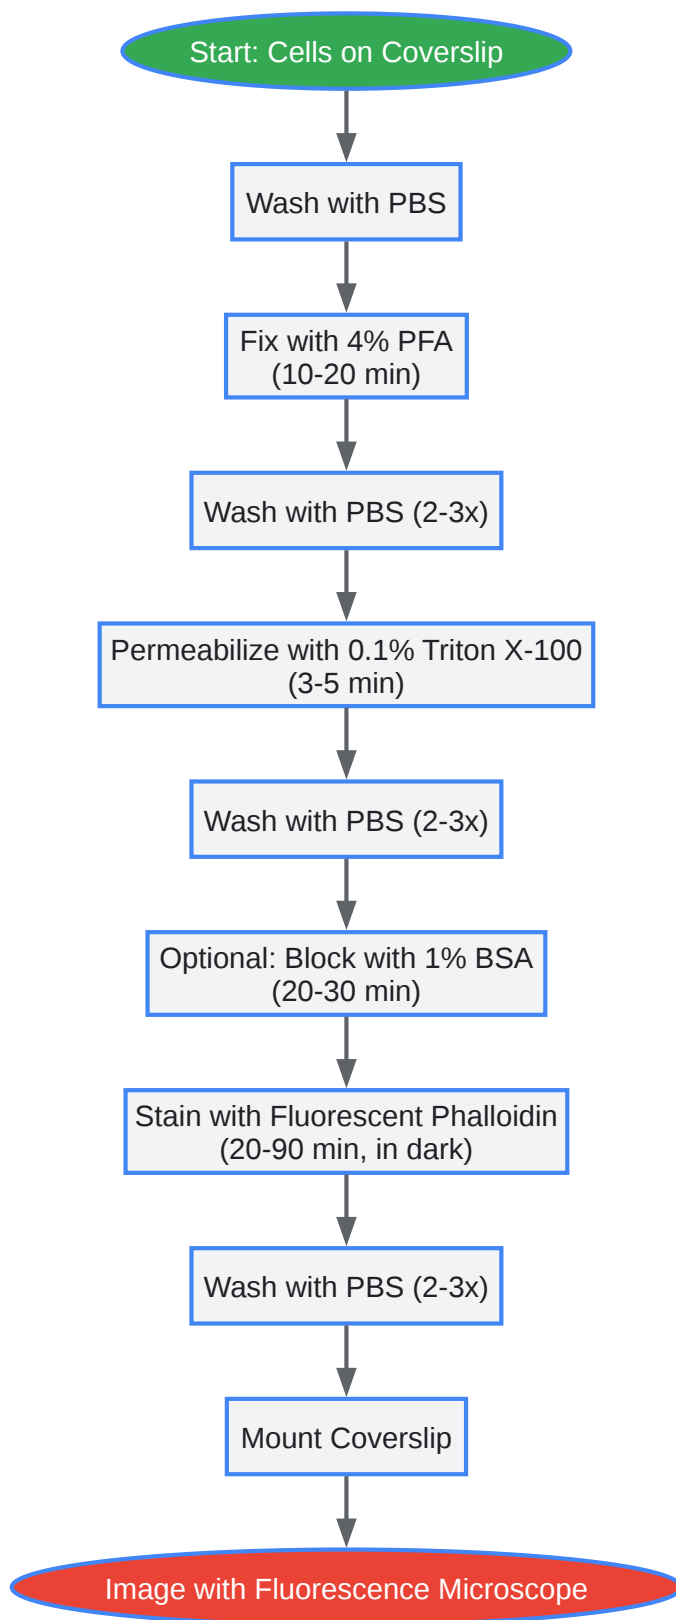 Start: Cells on Coverslip
Wash with PBS
Fix with 4% PFA
(10-20 min)
Wash with PBS (2-3x)
Permeabilize with 0.1% Triton X-100
(3-5 min)
Wash with PBS (2-3x)
Optional: Block with 1% BSA
(20-30 min)
Stain with Fluorescent Phalloidin
(20-90 min, in dark)
Wash with PBS (2-3x)
Mount Coverslip
Image with Fluorescence Microscope